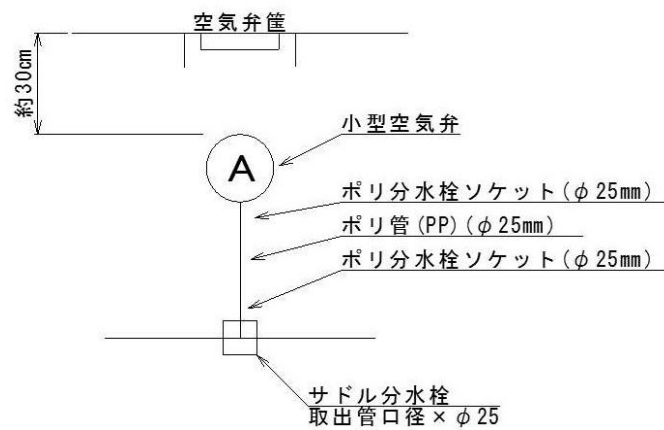 空気弁筐
約30cm
小型空気弁
A
ポリ分水栓ソケット(φ25mm)
ポリ管(PP)(φ25mm)
ポリ分水栓ソケット(φ25mm)
サドル分水栓
取出管口径×φ25